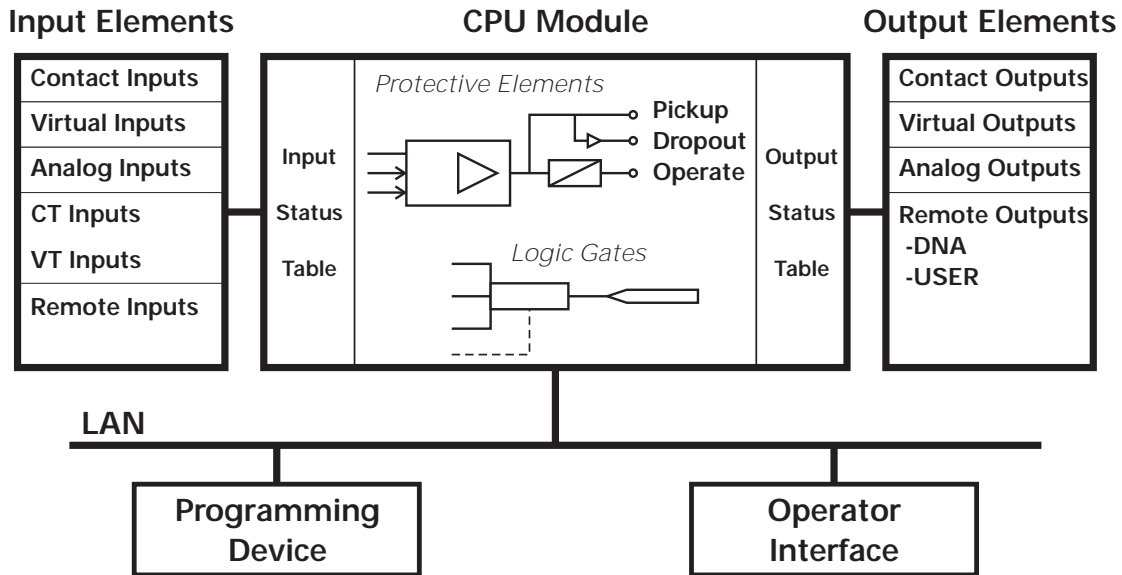 Input Elements
CPU Module
Output Elements
Contact Inputs
Virtual Inputs
Analog Inputs
CT Inputs
VT Inputs
Remote Inputs
Input
Status
Table
Protective Elements
Pickup
Dropout
Operate
Logic Gates
Output
Status
Table
Contact Outputs
Virtual Outputs
Analog Outputs
Remote Outputs
-DNA
-USER
LAN
Programming
Device
Operator
Interface